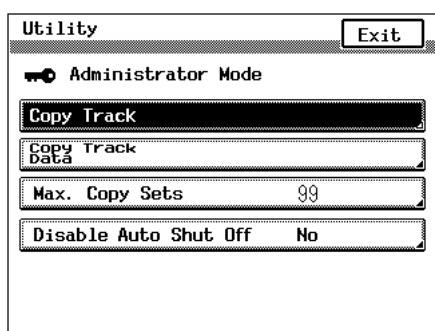 Utility
Exit
Administrator Mode
Copy Track
Copy Track
Data
Max. Copy Sets 99
Disable Auto Shut Off No